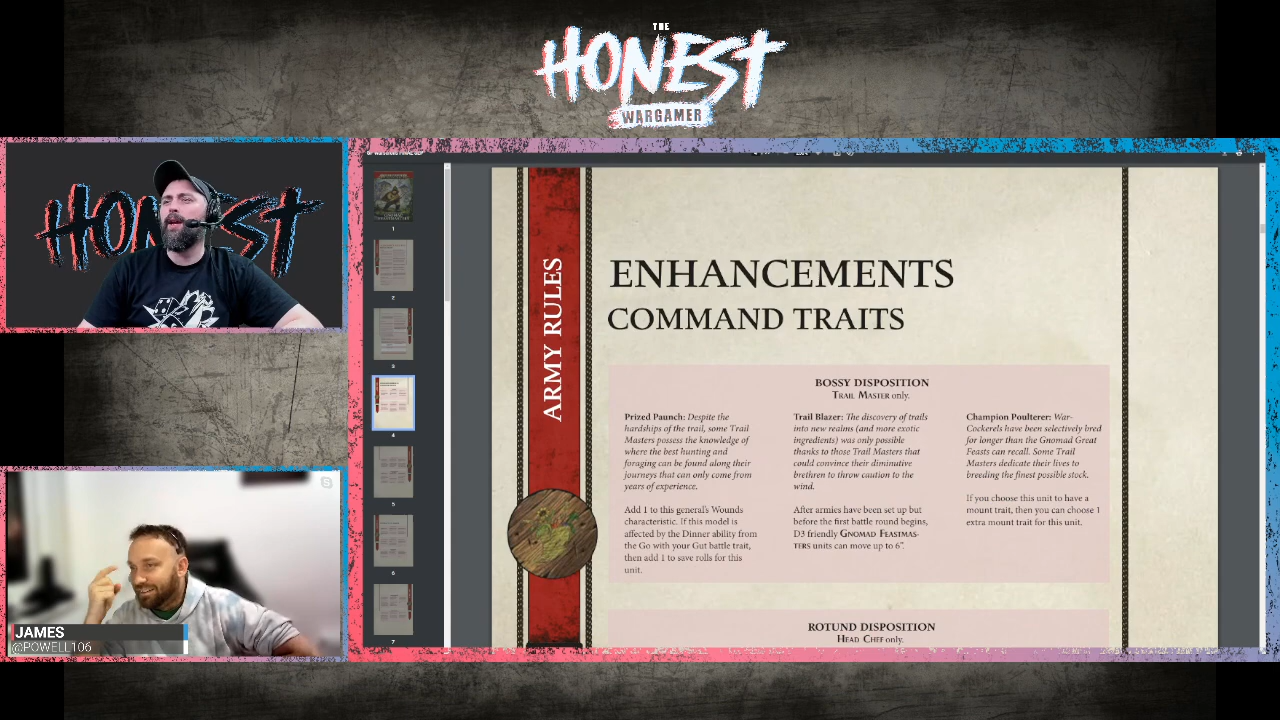 THE
HONEST
WARGAMER
HONEST
JAMES
@POWELL106
1
2
3
4
5
6
7
ARMY RULES
ENHANCEMENTS
COMMAND TRAITS
BOSSY DISPOSITION
TRAIL MASTER only.
Prized Paunch: Despite the
hardships of the trail, some Trail
Masters possess the knowledge of
where the best hunting and
foraging can be found along their
journeys that can only come from
years of experience.
Add 1 to this general's Wounds
characteristic. If this model is
affected by the Dinner ability from
the Go with your Gut battle trait,
then add 1 to save rolls for this
unit.
Trail Blazer: The discovery of trails
into new realms (and more exotic
ingredients) was only possible
thanks to those Trail Masters that
could convince their diminutive
brethren to throw caution to the
wind.
After armies have been set up but
before the first battle round begins,
D3 friendly GNOMAD FEASTMAS-
TERS units can move up to 6".
Champion Poulterer: War-
Cockerels have been selectively bred
for longer than the Gnomad Great
Feasts can recall. Some Trail
Masters dedicate their lives to
breeding the finest possible stock.
If you choose this unit to have a
mount trait, then you can choose 1
extra mount trait for this unit.
ROTUND DISPOSITION
HEAD CHEF only.